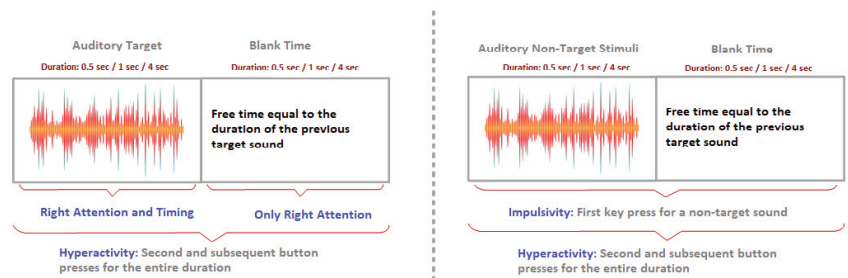 Auditory Target
Blank Time
Duration: 0.5 sec / 1 sec / 4 sec
Duration: 0.5 sec / 1 sec / 4 sec
Free time equal to the
duration of the previous
target sound
Right Attention and Timing
Only Right Attention
Hyperactivity: Second and subsequent button
presses for the entire duration
Auditory Non-Target Stimuli
Blank Time
Duration: 0.5 sec / 1 sec / 4 sec
Duration: 0.5 sec / 1 sec / 4 sec
Free time equal to the
duration of the previous
target sound
Impulsivity: First key press for a non-target sound
Hyperactivity: Second and subsequent button
presses for the entire duration